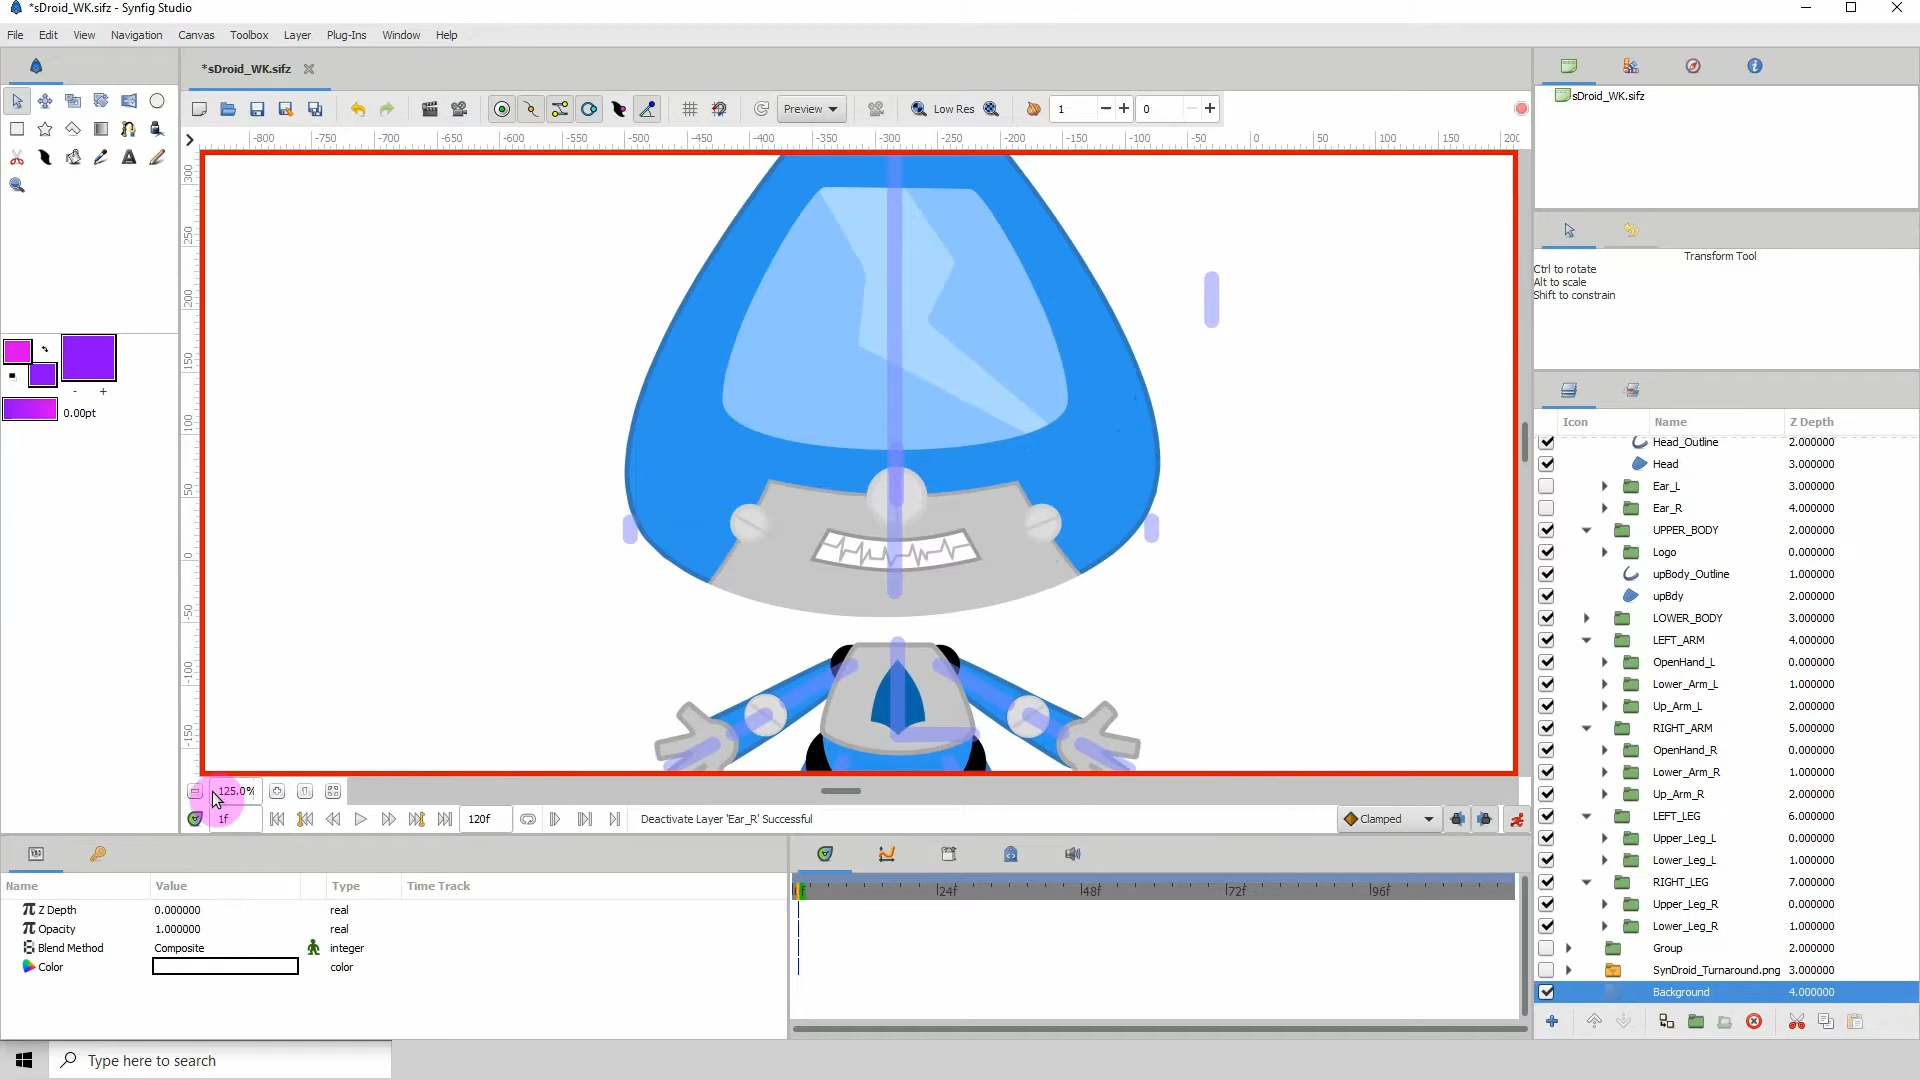 *sDroid_WK.sifz - Synfig Studio
File Edit View Navigation Canvas Toolbox Layer Plug-Ins Window Help
*sDroid_WK.sifz
Preview Low Res 1 0
-800 -750 -700 -650 -600 -550 -500 -450 -400 -350 -300 -250 -200 -150 -100 -50 0 50 100 150 200
300
250
200
150
100
50
0
-50
-100
-150
0.00pt
sDroid_WK.sifz
Transform Tool
Ctrl to rotate
Alt to scale
Shift to constrain
Icon Name Z Depth
Head_Outline 2.000000
Head 3.000000
Ear_L 3.000000
Ear_R 4.000000
UPPER_BODY 2.000000
Logo 0.000000
upBody_Outline 1.000000
upBdy 2.000000
LOWER_BODY 3.000000
LEFT_ARM 4.000000
OpenHand_L 0.000000
Lower_Arm_L 1.000000
Up_Arm_L 2.000000
RIGHT_ARM 5.000000
OpenHand_R 0.000000
Lower_Arm_R 1.000000
Up_Arm_R 2.000000
LEFT_LEG 6.000000
Upper_Leg_L 0.000000
Lower_Leg_L 1.000000
RIGHT_LEG 7.000000
Upper_Leg_R 0.000000
Lower_Leg_R 1.000000
Group 2.000000
SynDroid_Turnaround.png 3.000000
Background 4.000000
125.0%
1f 120f Deactivate Layer 'Ear_R' Successful Clamped
Name Value Type Time Track
Z Depth 0.000000 real
Opacity 1.000000 real
Blend Method Composite integer
Color color
24f 48f 72f 96f
Type here to search